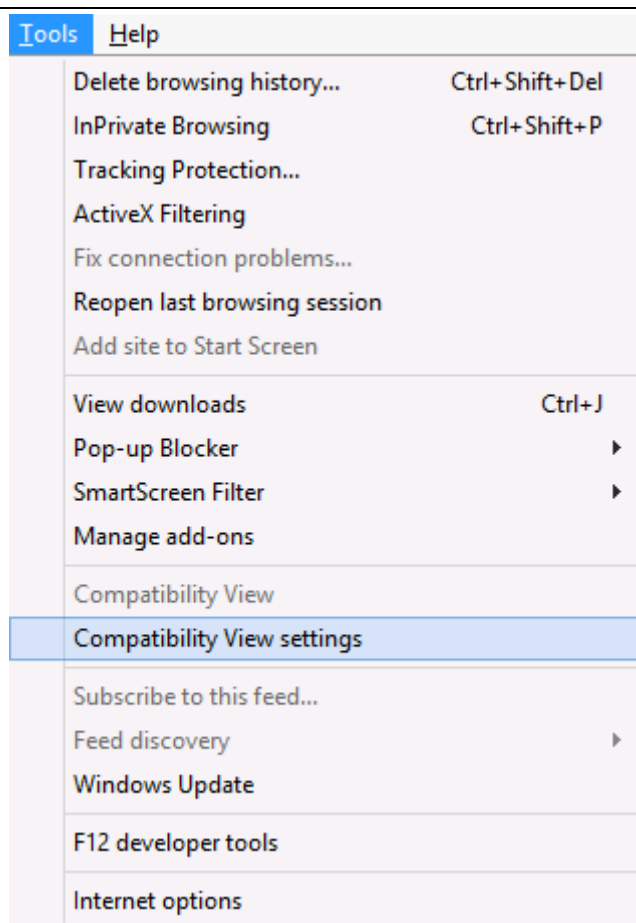 Tools Help
Delete browsing history... Ctrl+Shift+Del
InPrivate Browsing Ctrl+Shift+P
Tracking Protection...
ActiveX Filtering
Fix connection problems...
Reopen last browsing session
Add site to Start Screen
View downloads Ctrl+J
Pop-up Blocker
SmartScreen Filter
Manage add-ons
Compatibility View
Compatibility View settings
Subscribe to this feed...
Feed discovery
Windows Update
F12 developer tools
Internet options